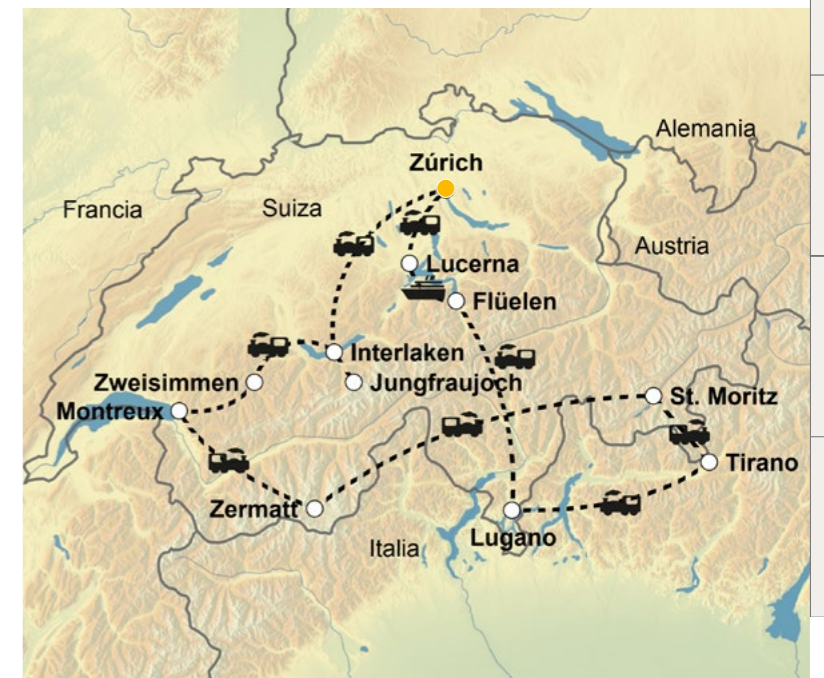 Alemania
Zúrich
Francia
Suiza
Austria
Lucerna
Flüelen
Interlaken
Zweisimmen
Jungfraujoch
Montreux
St. Moritz
Tirano
Zermatt
Lugano
Italia